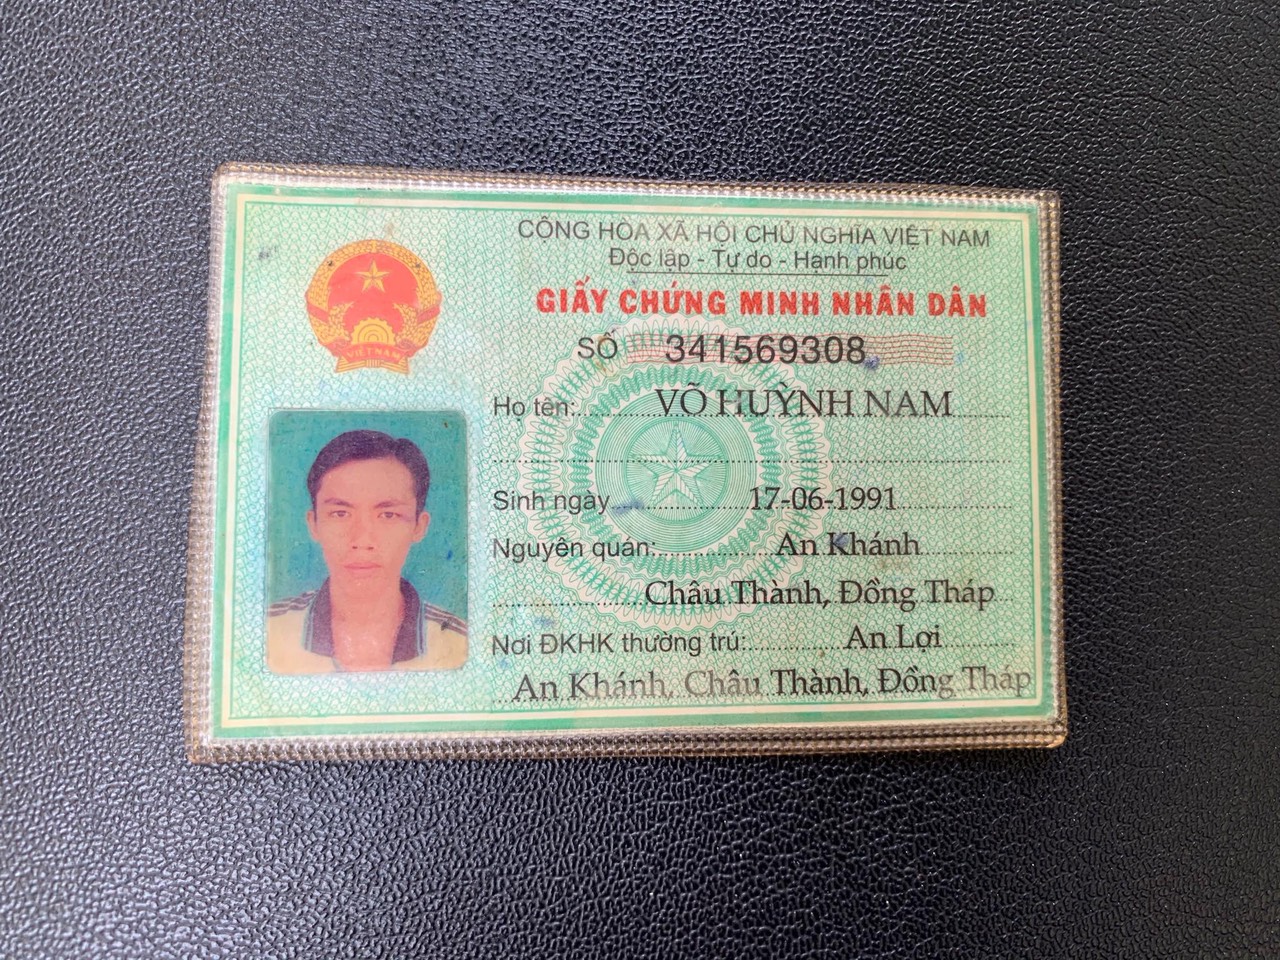 CỘNG HÒA XÃ HỘI CHỦ NGHĨA VIỆT NAM
Độc lập - Tự do - Hạnh phúc
GIẤY CHỨNG MINH NHÂN DÂN
SỐ 341569308
Họ tên: VÕ HUỲNH NAM
Sinh ngày 17-06-1991
Nguyên quán: An Khánh
Châu Thành, Đồng Tháp
Nơi ĐKHK thường trú: An Lợi
An Khánh, Châu Thành, Đồng Tháp
VIỆT NAM